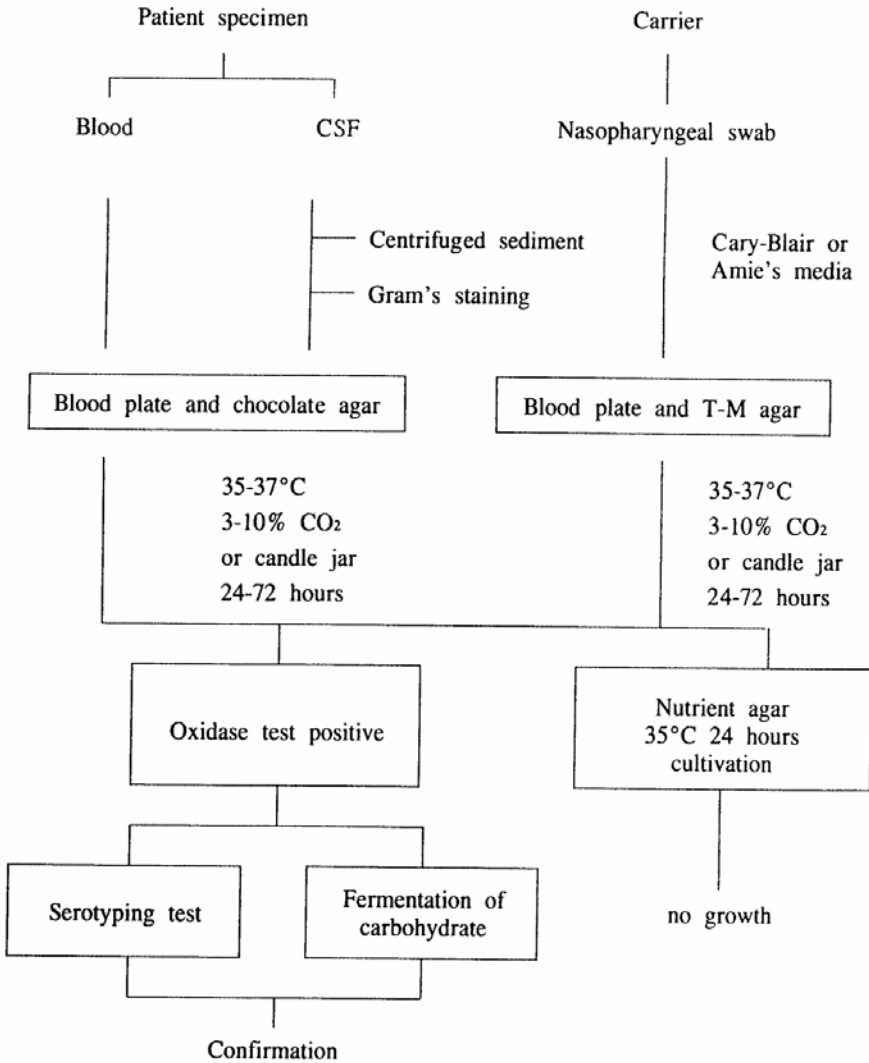 Patient specimen
Carrier
Blood
CSF
Nasopharyngeal swab
Centrifuged sediment
Gram's staining
Cary-Blair or
Amie's media
Blood plate and chocolate agar
Blood plate and T-M agar
35-37°C
3-10% CO₂
or candle jar
24-72 hours
35-37°C
3-10% CO₂
or candle jar
24-72 hours
Oxidase test positive
Nutrient agar
35°C 24 hours
cultivation
Serotyping test
Fermentation of
carbohydrate
no growth
Confirmation